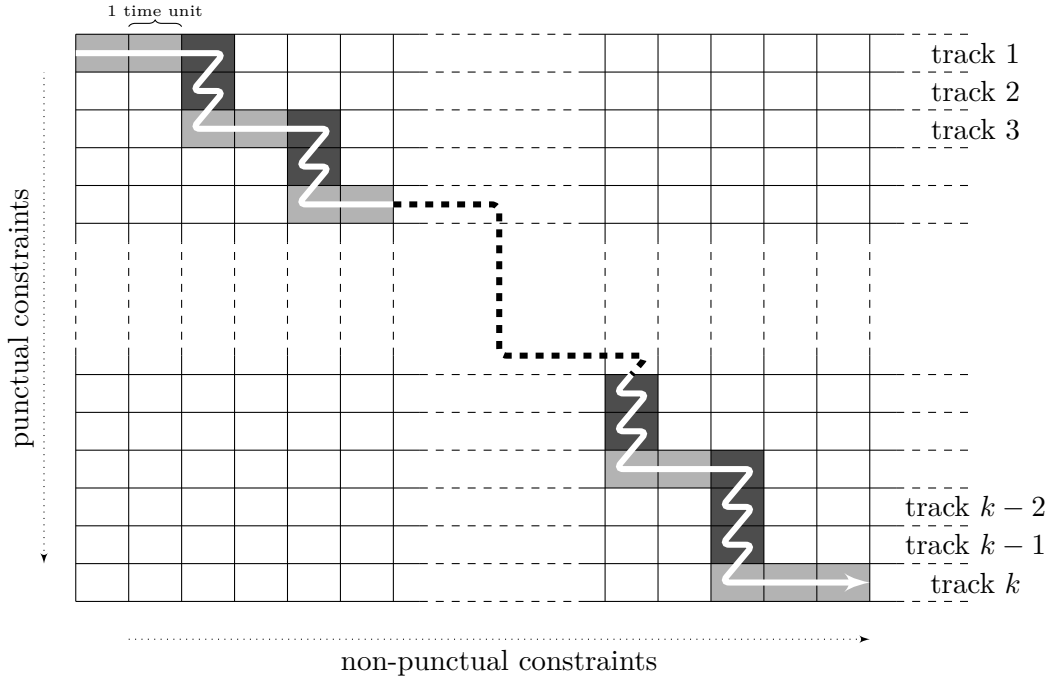 1 time unit
track 1
track 2
track 3
punctual constraints
track k − 2
track k − 1
track k
non-punctual constraints